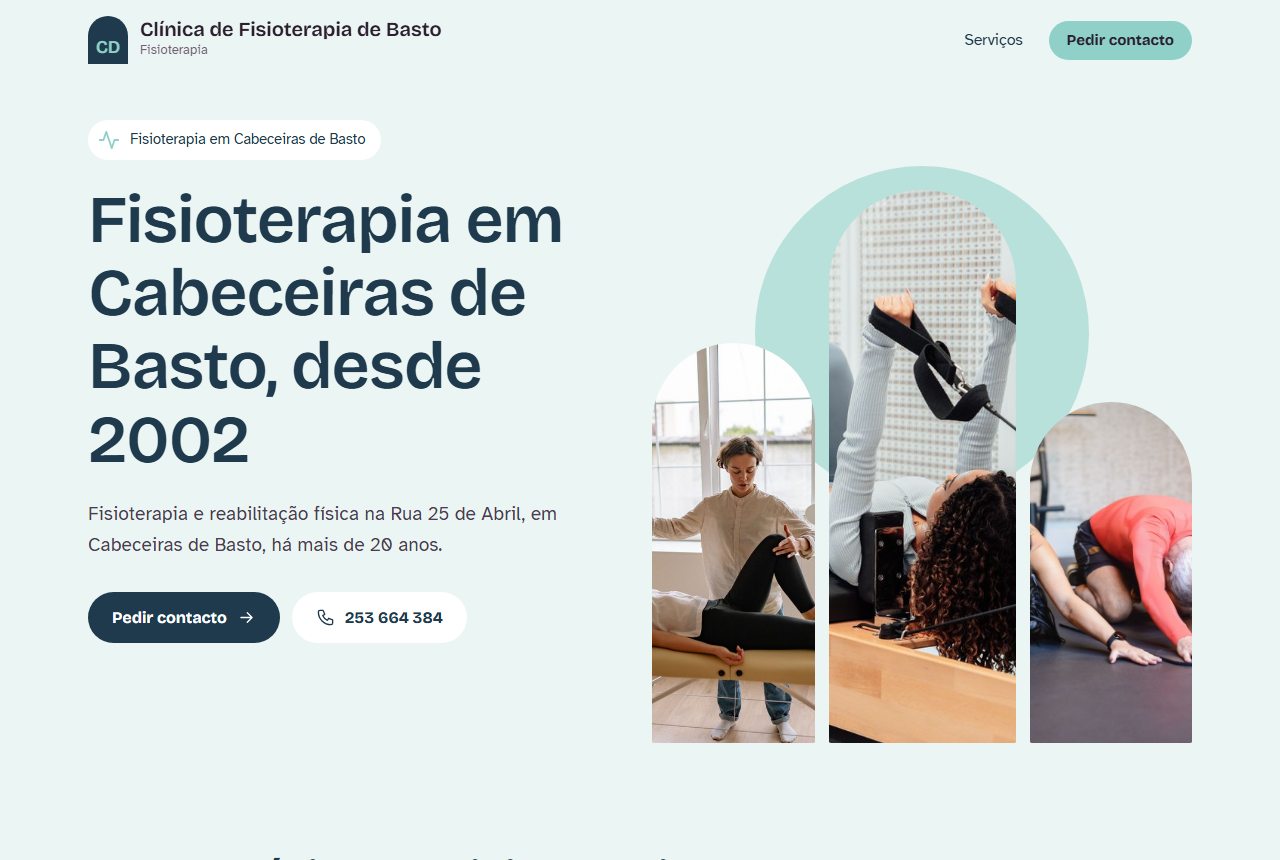 CD
Clínica de Fisioterapia de Basto
Fisioterapia
Serviços
Pedir contacto
Fisioterapia em Cabeceiras de Basto
Fisioterapia em
Cabeceiras de
Basto, desde
2002
Fisioterapia e reabilitação física na Rua 25 de Abril, em
Cabeceiras de Basto, há mais de 20 anos.
Pedir contacto
253 664 384